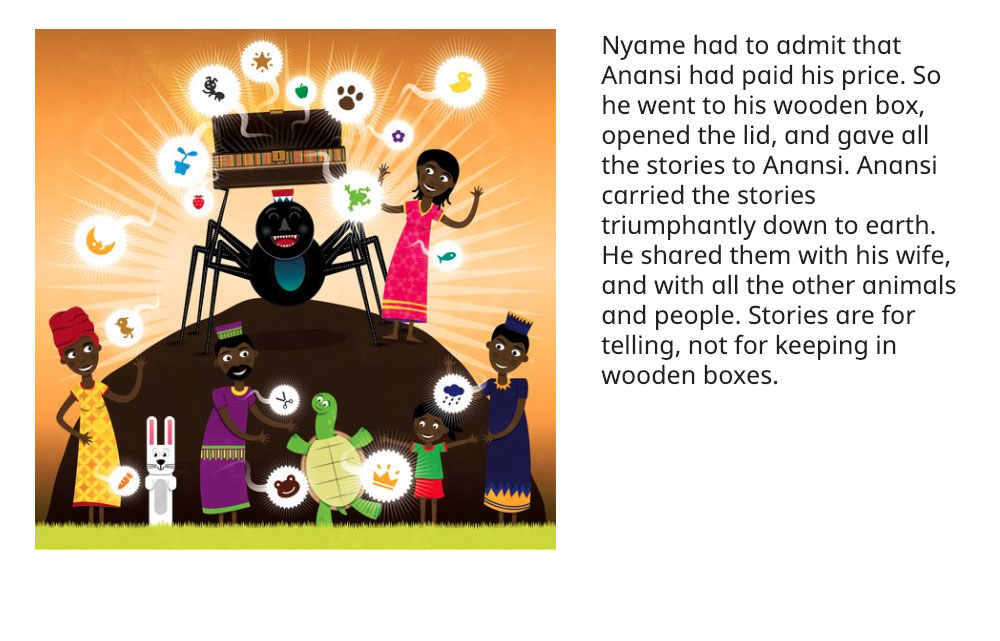 Nyame had to admit that
Anansi had paid his price. So
he went to his wooden box,
opened the lid, and gave all
the stories to Anansi. Anansi
carried the stories
triumphantly down to earth.
He shared them with his wife,
and with all the other animals
and people. Stories are for
telling, not for keeping in
wooden boxes.